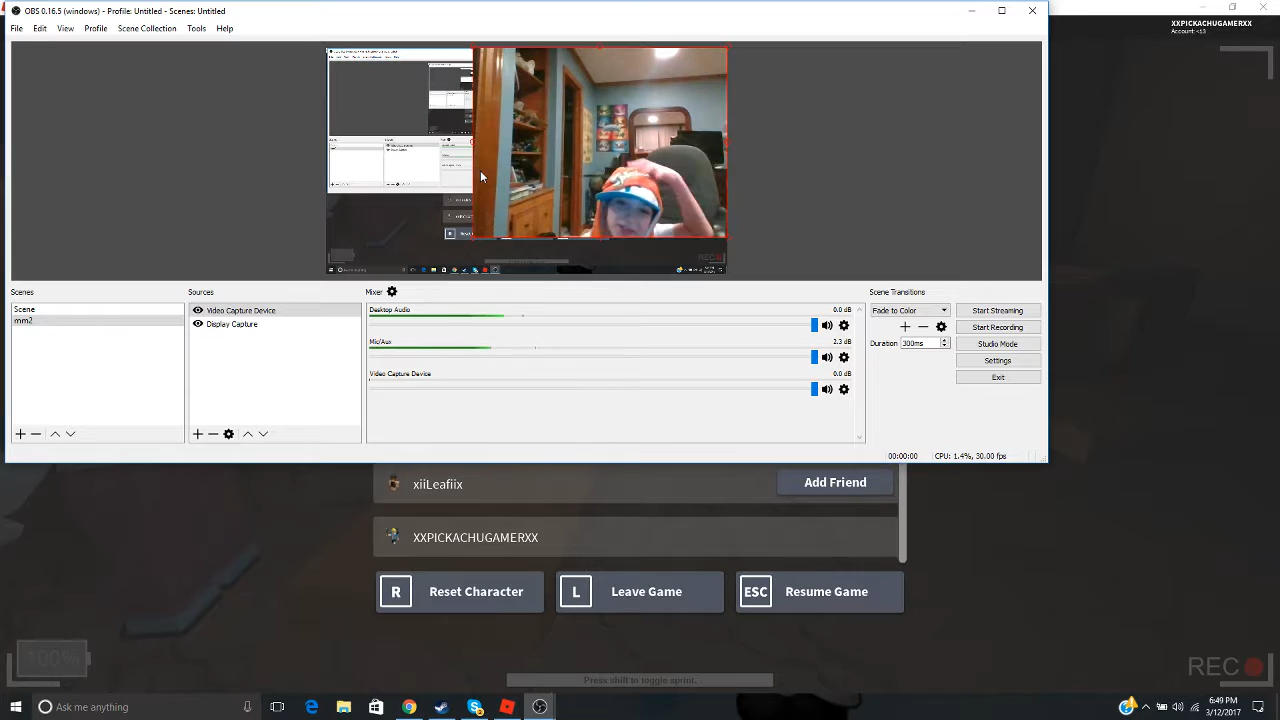 OBS 0.16.5 (windows) - Profile: Untitled - Scenes: Untitled
File Edit View Profile Scene Collection Tools Help
XXPICKACHUGAMERXX
Account: <13
Scenes
Scene
mm2
Sources
Video Capture Device
Display Capture
Mixer
Desktop Audio 0.0 dB
Mic/Aux 2.3 dB
Video Capture Device 0.0 dB
Scene Transitions
Fade to Color
Duration 300ms
Start Streaming
Start Recording
Studio Mode
Settings
Exit
00:00:00 CPU: 1.4%, 30.00 fps
xiiLeafiix Add Friend
XXPICKACHUGAMERXX
R Reset Character L Leave Game ESC Resume Game
100%
Press shift to toggle sprint.
REC
Ask me anything
6:49 PM
3/12/2017